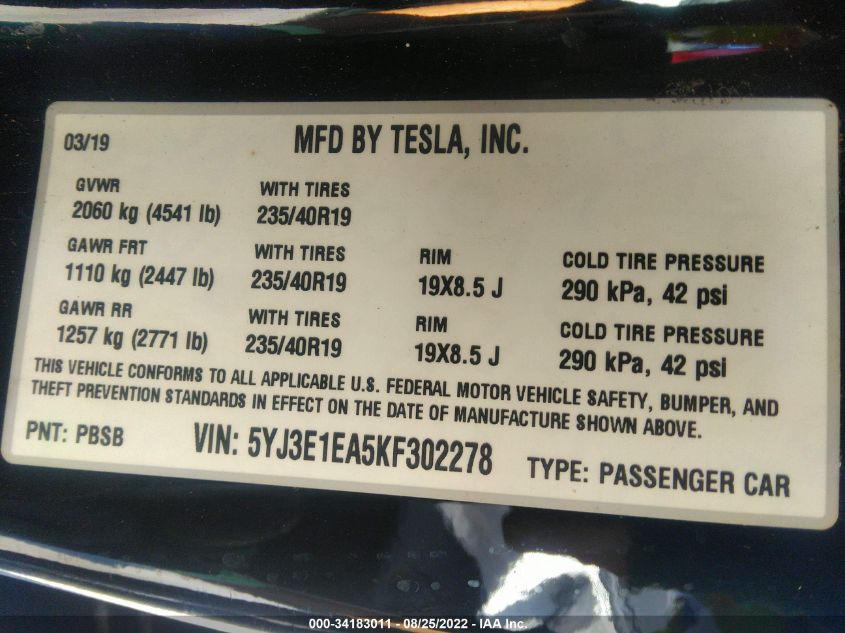 03/19 MFD BY TESLA, INC.
GVWR WITH TIRES
2060 kg (4541 lb) 235/40R19
GAWR FRT WITH TIRES RIM COLD TIRE PRESSURE
1110 kg (2447 lb) 235/40R19 19X8.5 J 290 kPa, 42 psi
GAWR RR WITH TIRES RIM COLD TIRE PRESSURE
1257 kg (2771 lb) 235/40R19 19X8.5 J 290 kPa, 42 psi
THIS VEHICLE CONFORMS TO ALL APPLICABLE U.S. FEDERAL MOTOR VEHICLE SAFETY, BUMPER, AND
THEFT PREVENTION STANDARDS IN EFFECT ON THE DATE OF MANUFACTURE SHOWN ABOVE.
PNT: PBSB VIN: 5YJ3E1EA5KF302278 TYPE: PASSENGER CAR
000-34183011 - 08/25/2022 - IAA Inc.